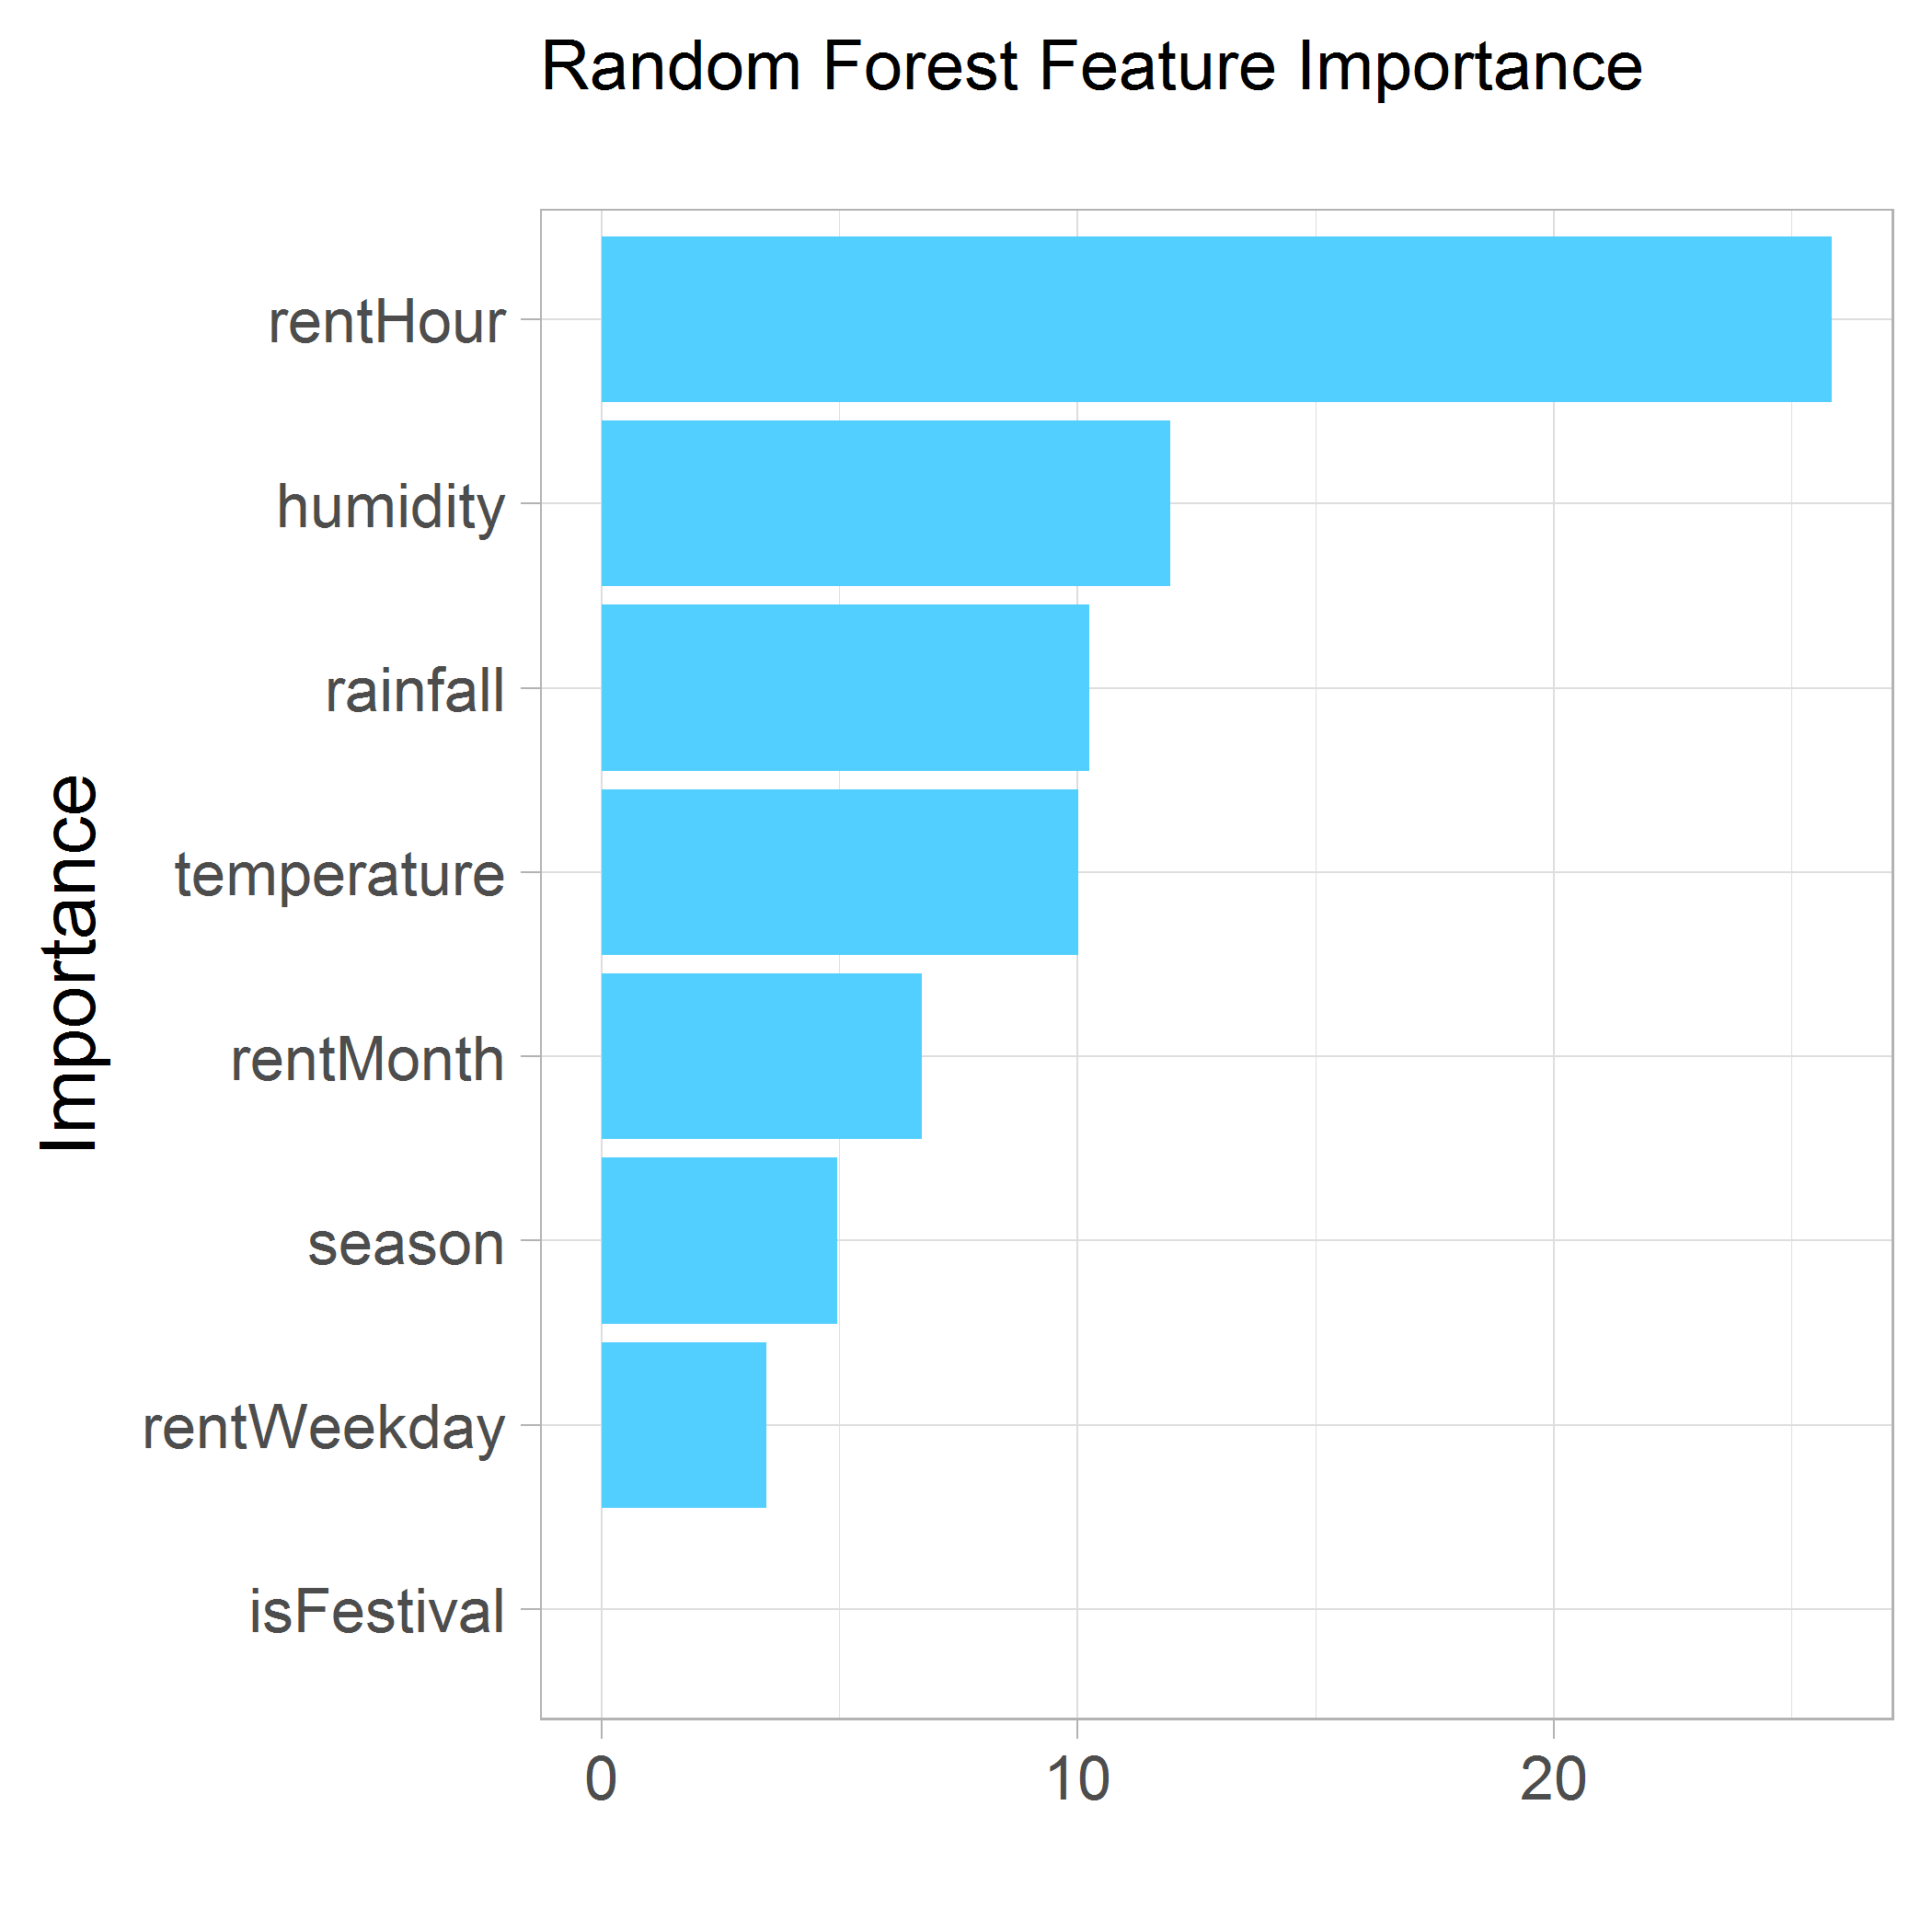 Random Forest Feature Importance
Importance
rentHour
humidity
rainfall
temperature
rentMonth
season
rentWeekday
isFestival
0 10 20